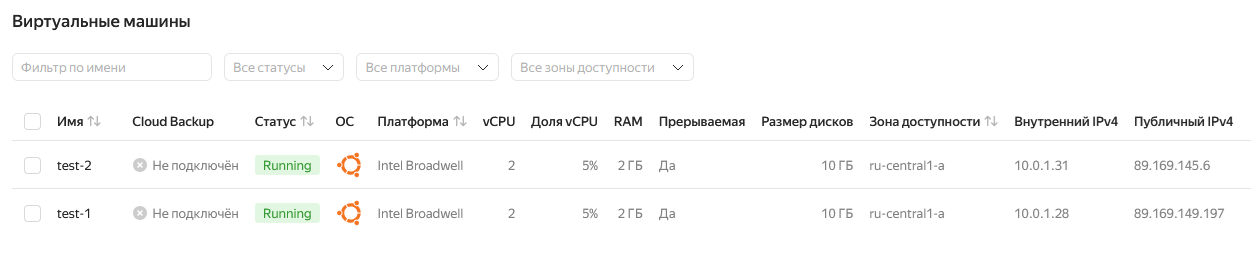 Виртуальные машины
Фильтр по имени Все статусы Все платформы Все зоны доступности
Имя Cloud Backup Статус ОС Платформа vCPU Доля vCPU RAM Прерываемая Размер дисков Зона доступности Внутренний IPv4 Публичный IPv4
test-2 Не подключён Running Intel Broadwell 2 5% 2 ГБ Да 10 ГБ ru-central1-a 10.0.1.31 89.169.145.6
test-1 Не подключён Running Intel Broadwell 2 5% 2 ГБ Да 10 ГБ ru-central1-a 10.0.1.28 89.169.149.197